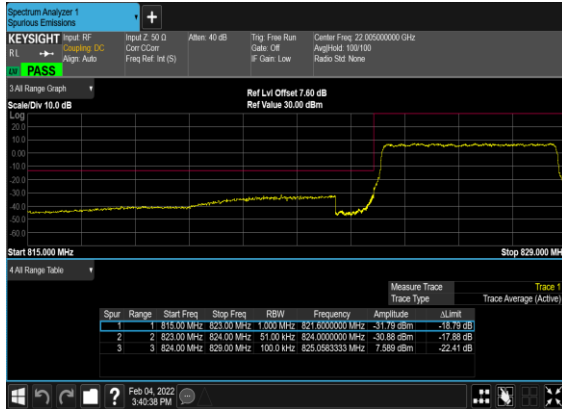 Spectrum Analyzer 1
Spurious Emissions
+
KEYSIGHT Input: RF Input Z: 50 Ω Atten: 40 dB Trig: Free Run Center Freq: 22.005000000 GHz
RL Coupling: DC Corr CCorr Gate: Off Avg|Hold: 100/100
Align: Auto Freq Ref: Int (S) IF Gain: Low Radio Std: None
PASS
3 All Range Graph
Ref Lvl Offset 7.60 dB
Scale/Div 10.0 dB Ref Value 30.00 dBm
Log
20.0
10.0
0.00
-10.0
-20.0
-30.0
-40.0
-50.0
-60.0
Start 815.000 MHz Stop 829.000 MHz
4 All Range Table
Measure Trace Trace 1
Trace Type Trace Average (Active)
Spur Range Start Freq Stop Freq RBW Frequency Amplitude ΔLimit
1 1 815.00 MHz 823.00 MHz 1.000 MHz 821.6000000 MHz -31.79 dBm -18.79 dB
2 2 823.00 MHz 824.00 MHz 51.00 kHz 824.0000000 MHz -30.88 dBm -17.88 dB
3 3 824.00 MHz 829.00 MHz 100.0 kHz 825.0583333 MHz 7.589 dBm -22.41 dB
? Feb 04, 2022
3:40:38 PM